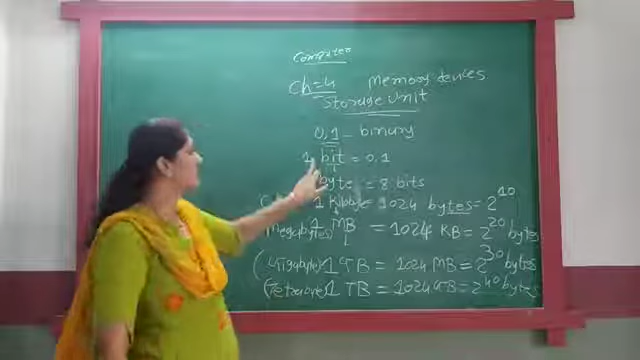 Computer
Ch=4 Memory devices
Storage unit
0,1 - binary
1 bit = 0,1
byte = 8 bits
1 Kilobyte = 1024 bytes = 2^10
(Megabytes) 1 MB = 1024 KB = 2^20 bytes
(Gigabyte) 1 TB = 1024 MB = 2^30 bytes
1 TB = 1024 GB = 2^40 bytes